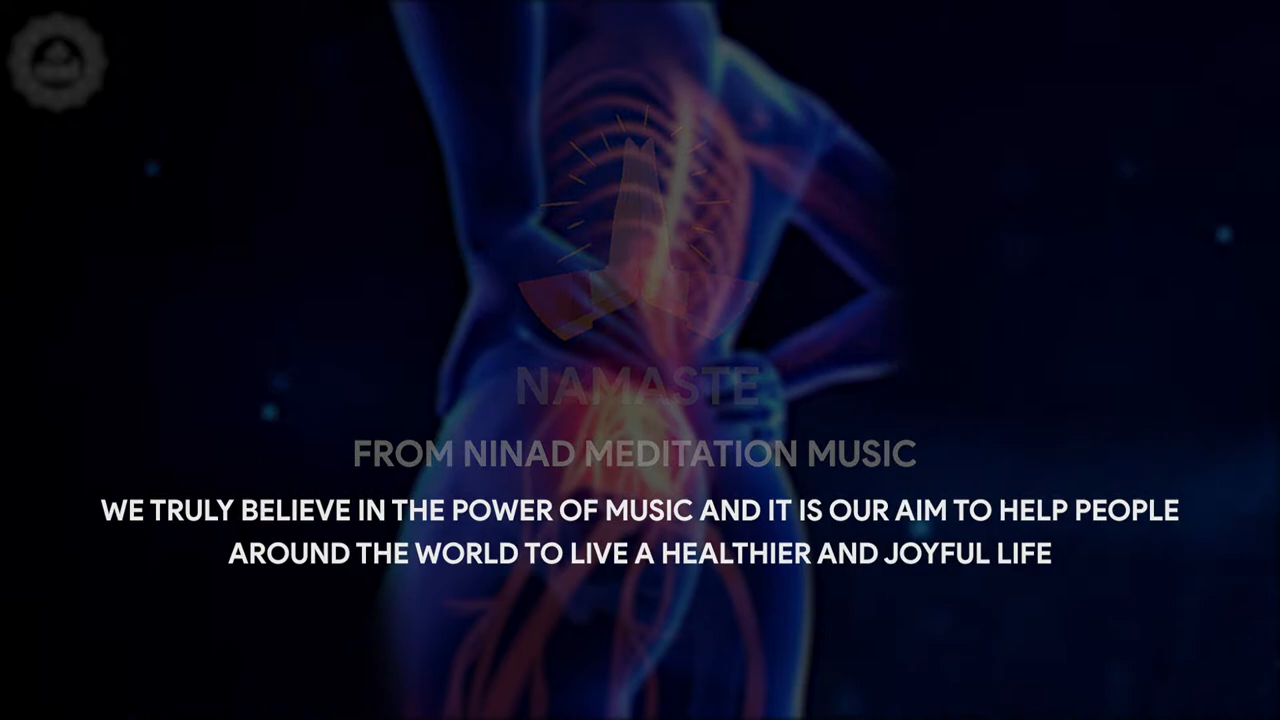 NAMASTE
FROM NINAD MEDITATION MUSIC
WE TRULY BELIEVE IN THE POWER OF MUSIC AND IT IS OUR AIM TO HELP PEOPLE
AROUND THE WORLD TO LIVE A HEALTHIER AND JOYFUL LIFE